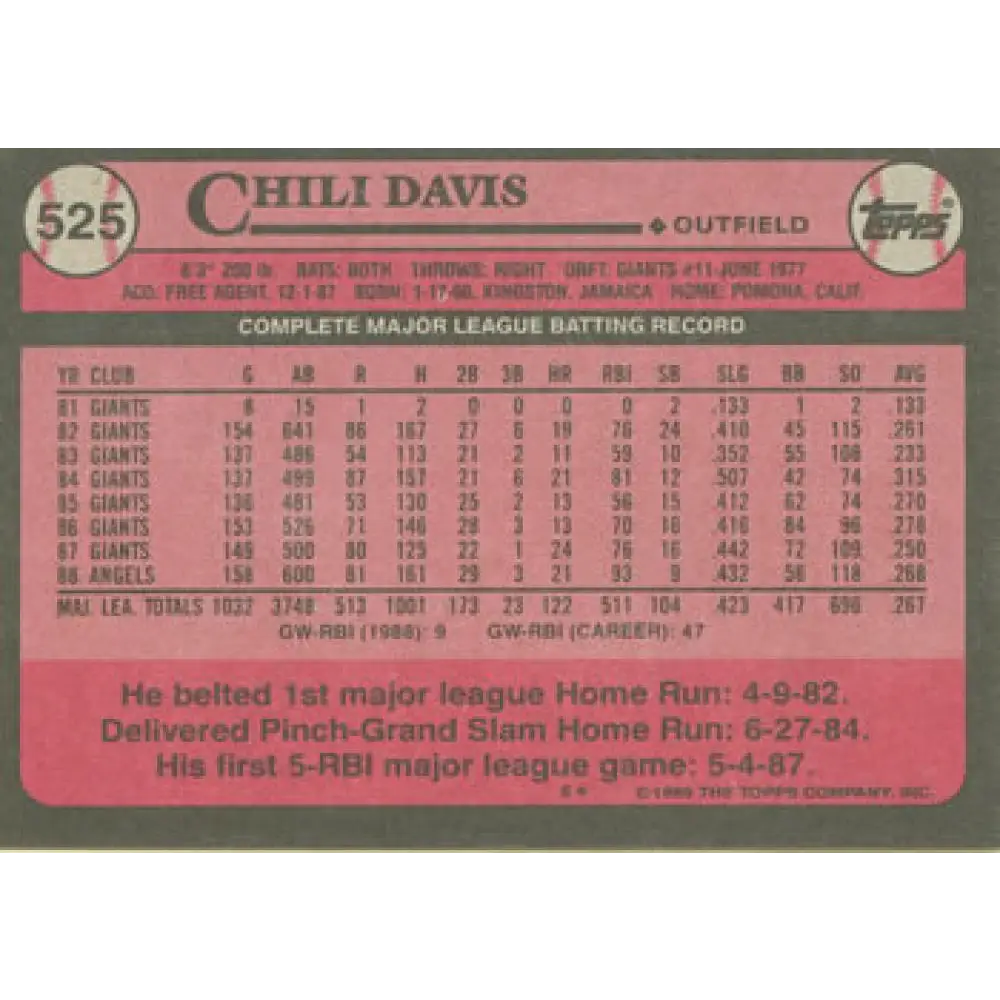 525
CHILI DAVIS
OUTFIELD
TOPPS®
6'3" 200 lb. BATS: BOTH THROWS: RIGHT DRFT: GIANTS #11-JUNE 1977
ACQ: FREE AGENT, 12-1-87 BORN: 1-17-60, KINGSTON, JAMAICA HOME: POMONA, CALIF.
COMPLETE MAJOR LEAGUE BATTING RECORD
YR CLUB G AB R H 2B 3B HR RBI SB SLG BB SO AVG
81 GIANTS 8 15 1 2 0 0 0 0 2 .133 1 2 .133
82 GIANTS 154 641 86 167 27 6 19 76 24 .410 45 115 .261
83 GIANTS 137 486 54 113 21 2 11 59 10 .352 55 108 .233
84 GIANTS 137 499 87 157 21 6 21 81 12 .507 42 74 .315
85 GIANTS 136 481 53 130 25 2 13 56 15 .412 62 74 .270
86 GIANTS 153 526 71 146 28 3 13 70 16 .416 84 96 .278
87 GIANTS 149 500 80 125 22 1 24 76 16 .442 72 109 .250
88 ANGELS 158 600 81 161 29 3 21 93 9 .432 56 118 .268
MAJ. LEA. TOTALS 1032 3748 513 1001 173 23 122 511 104 .423 417 696 .267
GW-RBI (1988): 9 GW-RBI (CAREER): 47
He belted 1st major league Home Run: 4-9-82.
Delivered Pinch-Grand Slam Home Run: 6-27-84.
His first 5-RBI major league game: 5-4-87.
©1989 THE TOPPS COMPANY, INC.